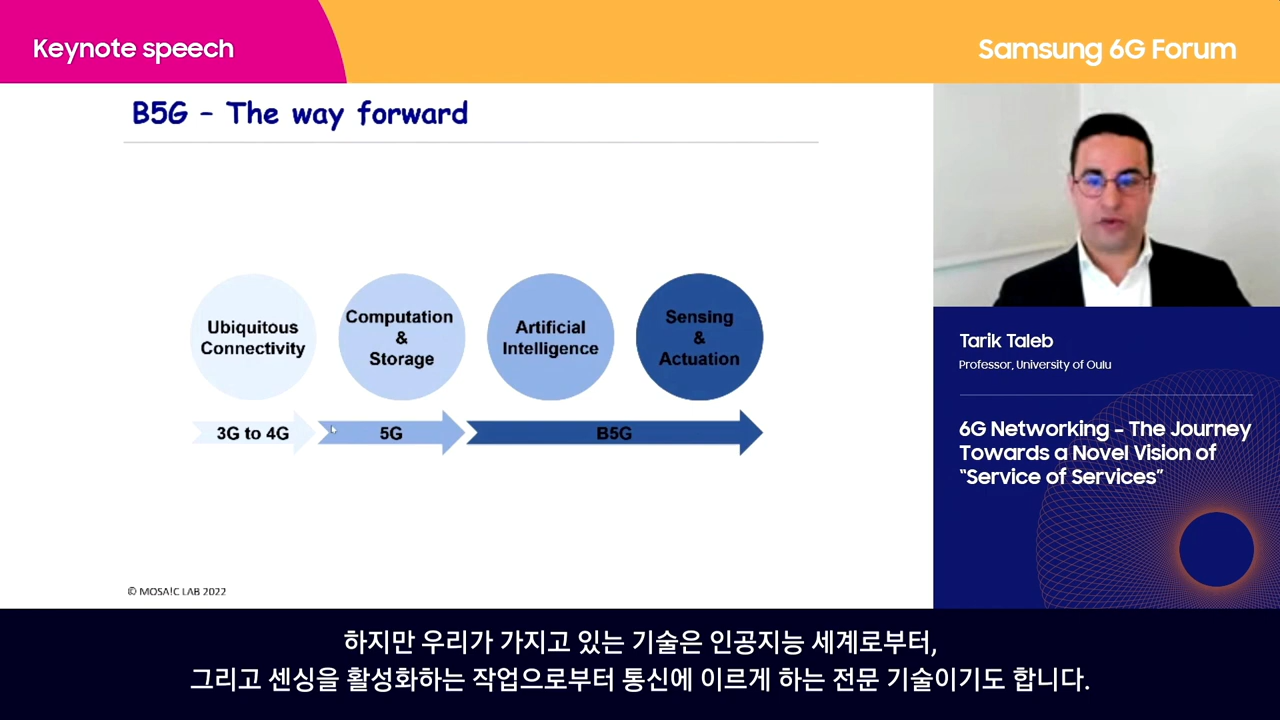 Keynote speech
Samsung 6G Forum
B5G – The way forward
Ubiquitous
Connectivity
Computation
&
Storage
Artificial
Intelligence
Sensing
&
Actuation
3G to 4G
5G
B5G
© MOSA!C LAB 2022
Tarik Taleb
Professor, University of Oulu
6G Networking – The Journey
Towards a Novel Vision of
“Service of Services”
하지만 우리가 가지고 있는 기술은 인공지능 세계로부터,
그리고 센싱을 활성화하는 작업으로부터 통신에 이르게 하는 전문 기술이기도 합니다.